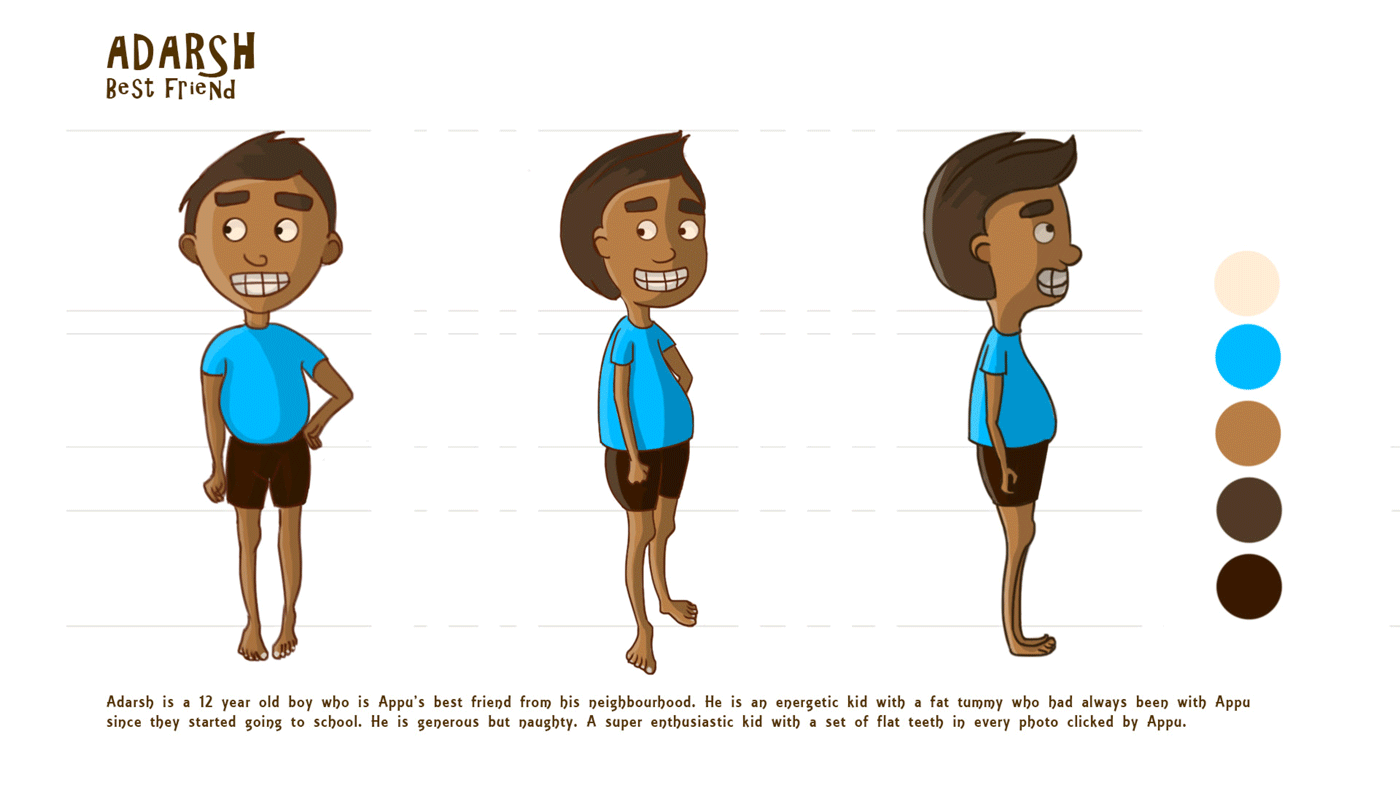 ADARSH
Best Friend
Adarsh is a 12 year old boy who is Appu's best friend from his neighbourhood. He is an energetic kid with a fat tummy who had always been with Appu
since they started going to school. He is generous but naughty. A super enthusiastic kid with a set of flat teeth in every photo clicked by Appu.